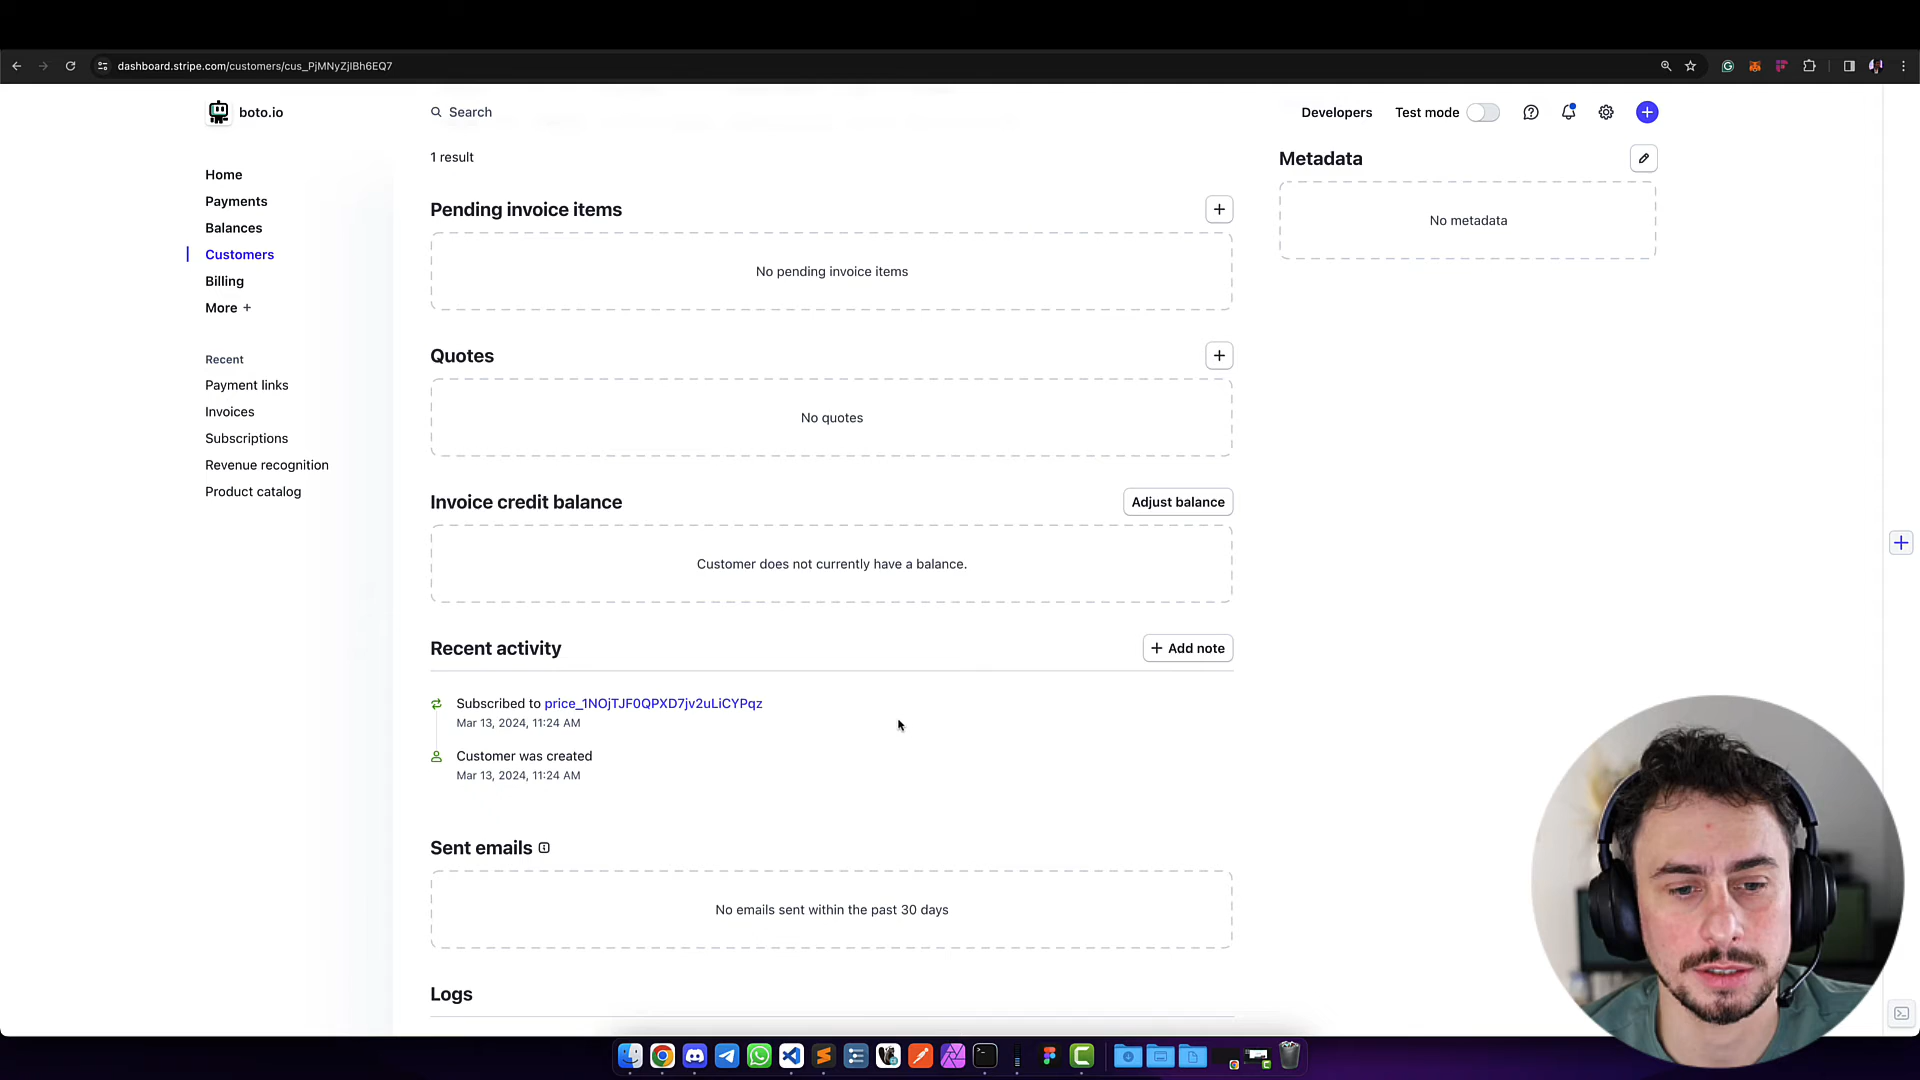 dashboard.stripe.com/customers/cus_PjMNyZjlBh6EQ7
boto.io
Search
Developers
Test mode
Home
Payments
Balances
Customers
Billing
More +
Recent
Payment links
Invoices
Subscriptions
Revenue recognition
Product catalog
1 result
Pending invoice items
No pending invoice items
Quotes
No quotes
Invoice credit balance
Adjust balance
Customer does not currently have a balance.
Recent activity
+ Add note
Subscribed to price_1NOjTJF0QPXD7jv2uLiCYPqz
Mar 13, 2024, 11:24 AM
Customer was created
Mar 13, 2024, 11:24 AM
Sent emails
No emails sent within the past 30 days
Logs
Metadata
No metadata